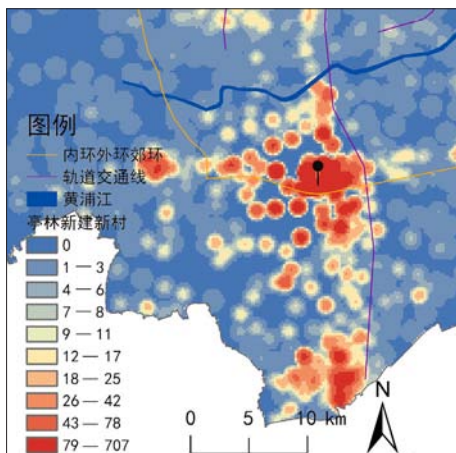 图例
内环外环郊环
轨道交通线
黄浦江
亭林新建新村
0
1 — 3
4 — 6
7 — 8
9 — 11
12 — 17
18 — 25
26 — 42
43 — 78
79 — 707
0 5 10 km
N